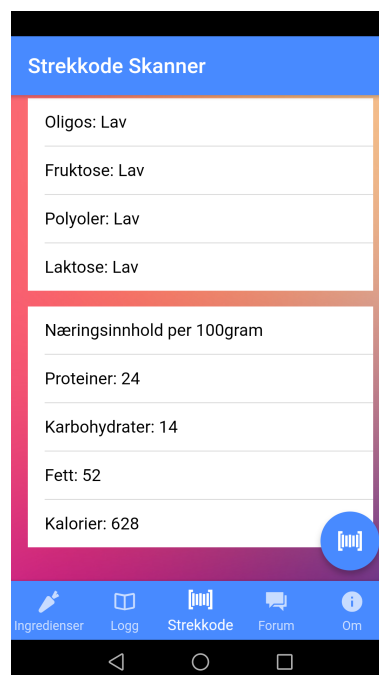 Strekkode Skanner
Oligos: Lav
Fruktose: Lav
Polyoler: Lav
Laktose: Lav
Næringsinnhold per 100gram
Proteiner: 24
Karbohydrater: 14
Fett: 52
Kalorier: 628
Ingredienser
Logg
Strekkode
Forum
Om